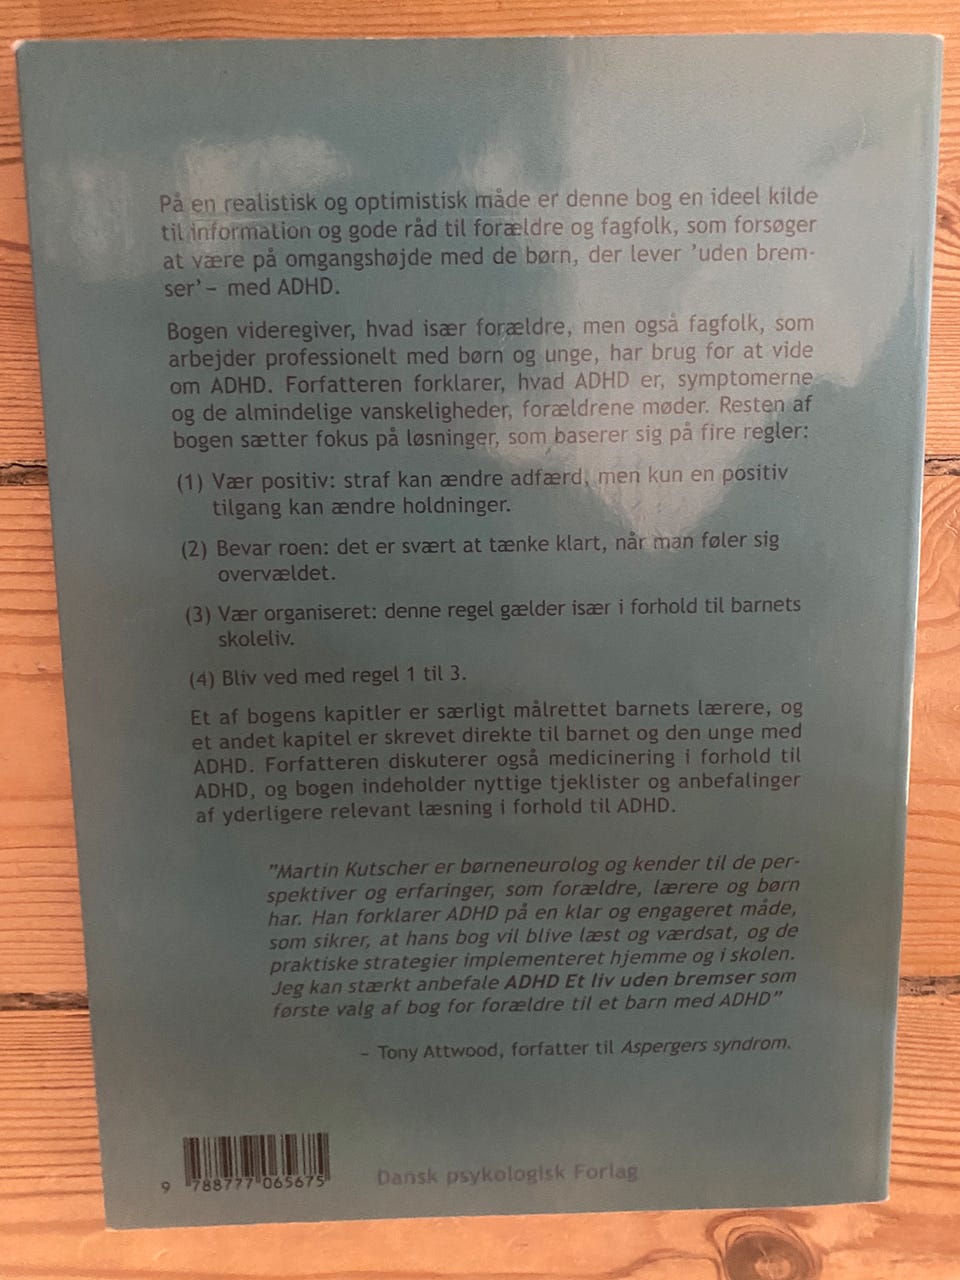 På en realistisk og optimistisk måde er denne bog en ideel kilde
til information og gode råd til forældre og fagfolk, som forsøger
at være på omgangshøjde med de børn, der lever ’uden brem-
ser’ – med ADHD.
Bogen videregiver, hvad især forældre, men også fagfolk, som
arbejder professionelt med børn og unge, har brug for at vide
om ADHD. Forfatteren forklarer, hvad ADHD er, symptomerne
og de almindelige vanskeligheder, forældrene møder. Resten af
bogen sætter fokus på løsninger, som baserer sig på fire regler:
(1) Vær positiv: straf kan ændre adfærd, men kun en positiv
tilgang kan ændre holdninger.
(2) Bevar roen: det er svært at tænke klart, når man føler sig
overvældet.
(3) Vær organiseret: denne regel gælder især i forhold til barnets
skoleliv.
(4) Bliv ved med regel 1 til 3.
Et af bogens kapitler er særligt målrettet barnets lærere, og
et andet kapitel er skrevet direkte til barnet og den unge med
ADHD. Forfatteren diskuterer også medicinering i forhold til
ADHD, og bogen indeholder nyttige tjeklister og anbefalinger
af yderligere relevant læsning i forhold til ADHD.
”Martin Kutscher er børneneurolog og kender til de per-
spektiver og erfaringer, som forældre, lærere og børn
har. Han forklarer ADHD på en klar og engageret måde,
som sikrer, at hans bog vil blive læst og værdsat, og de
praktiske strategier implementeret hjemme og i skolen.
Jeg kan stærkt anbefale ADHD Et liv uden bremser som
første valg af bog for forældre til et barn med ADHD”
– Tony Attwood, forfatter til Aspergers syndrom.
9 788777 065675
Dansk psykologisk Forlag